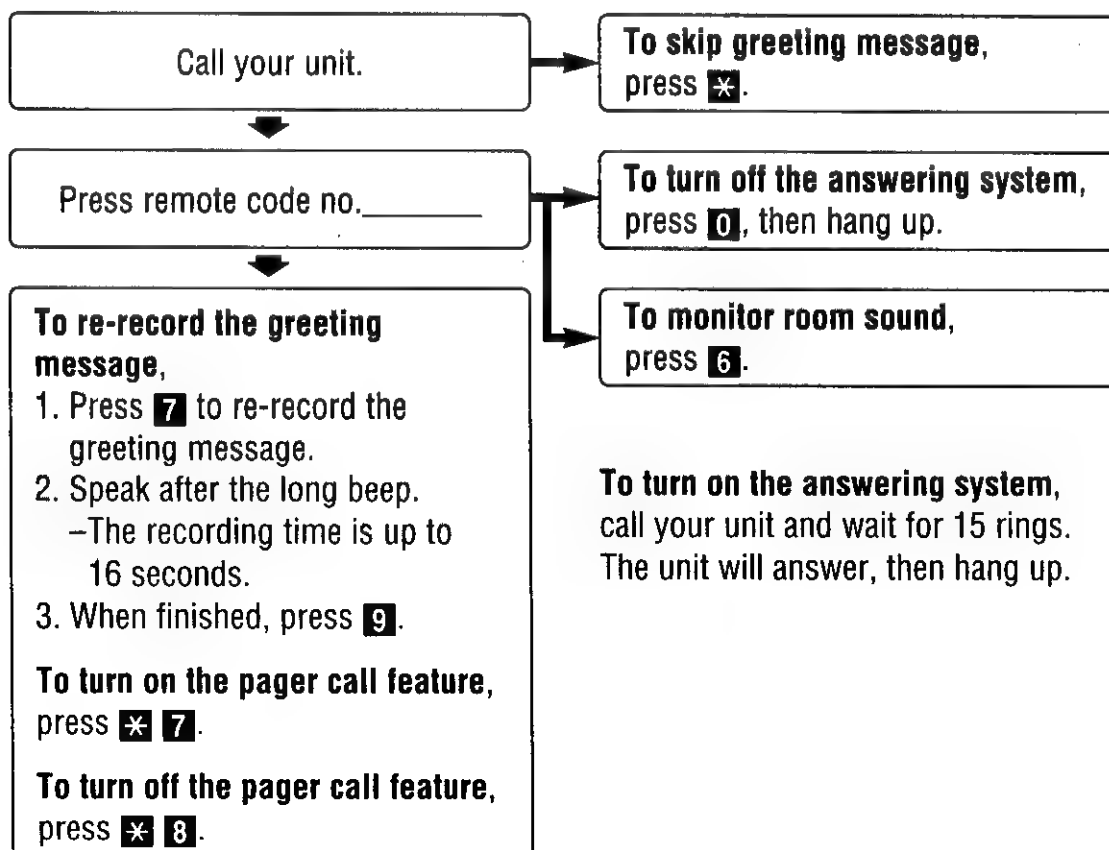 Call your unit.
To skip greeting message,
press *.
Press remote code no.______
To turn off the answering system,
press 0, then hang up.
To monitor room sound,
press 6.
To re-record the greeting
message,
1. Press 7 to re-record the
greeting message.
2. Speak after the long beep.
–The recording time is up to
16 seconds.
3. When finished, press 9.
To turn on the pager call feature,
press * 7.
To turn off the pager call feature,
press * 8.
To turn on the answering system,
call your unit and wait for 15 rings.
The unit will answer, then hang up.